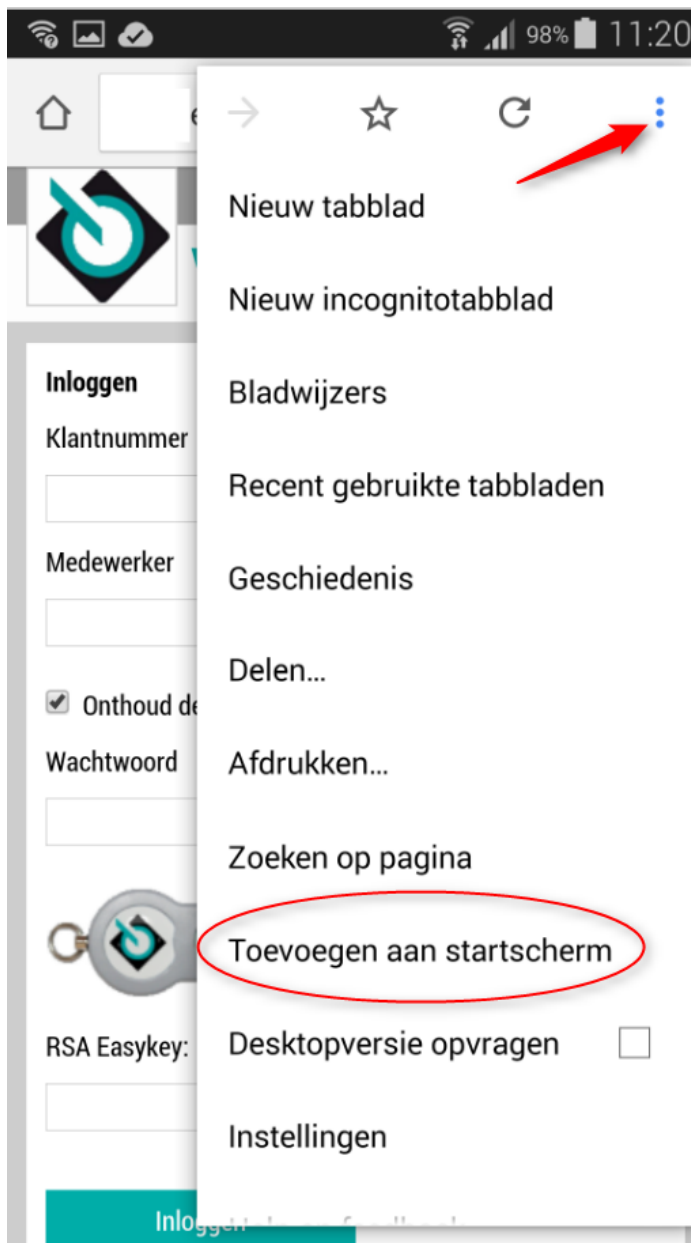 98% 11:20
Nieuw tabblad
Nieuw incognitotabblad
Bladwijzers
Recent gebruikte tabbladen
Geschiedenis
Delen...
Afdrukken...
Zoeken op pagina
Toevoegen aan startscherm
Desktopversie opvragen
Instellingen
Inloggen
Klantnummer
Medewerker
Onthoud de
Wachtwoord
RSA Easykey:
Inloggen